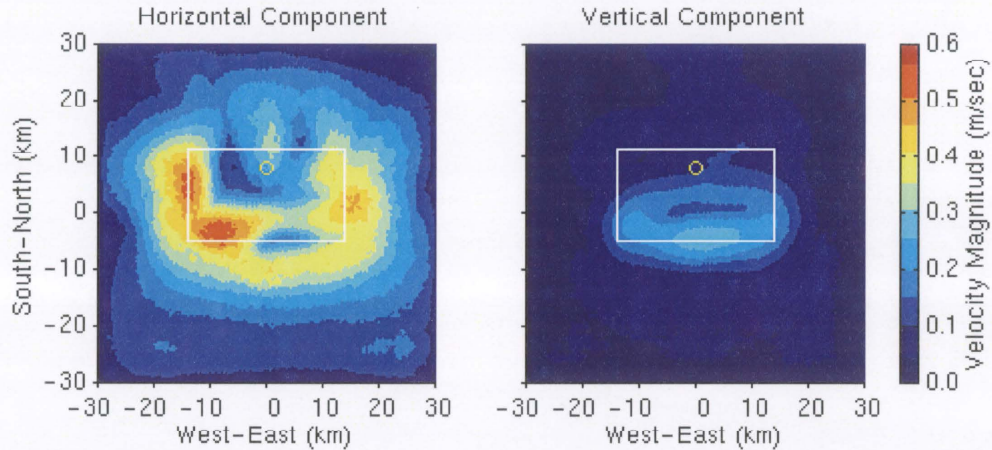 Horizontal Component
Vertical Component
30
20
10
0
-10
-20
-30
-30 -20 -10 0 10 20 30
-30 -20 -10 0 10 20 30
West-East (km)
West-East (km)
South-North (km)
0.6
0.5
0.4
0.3
0.2
0.1
0.0
Velocity Magnitude (m/sec)